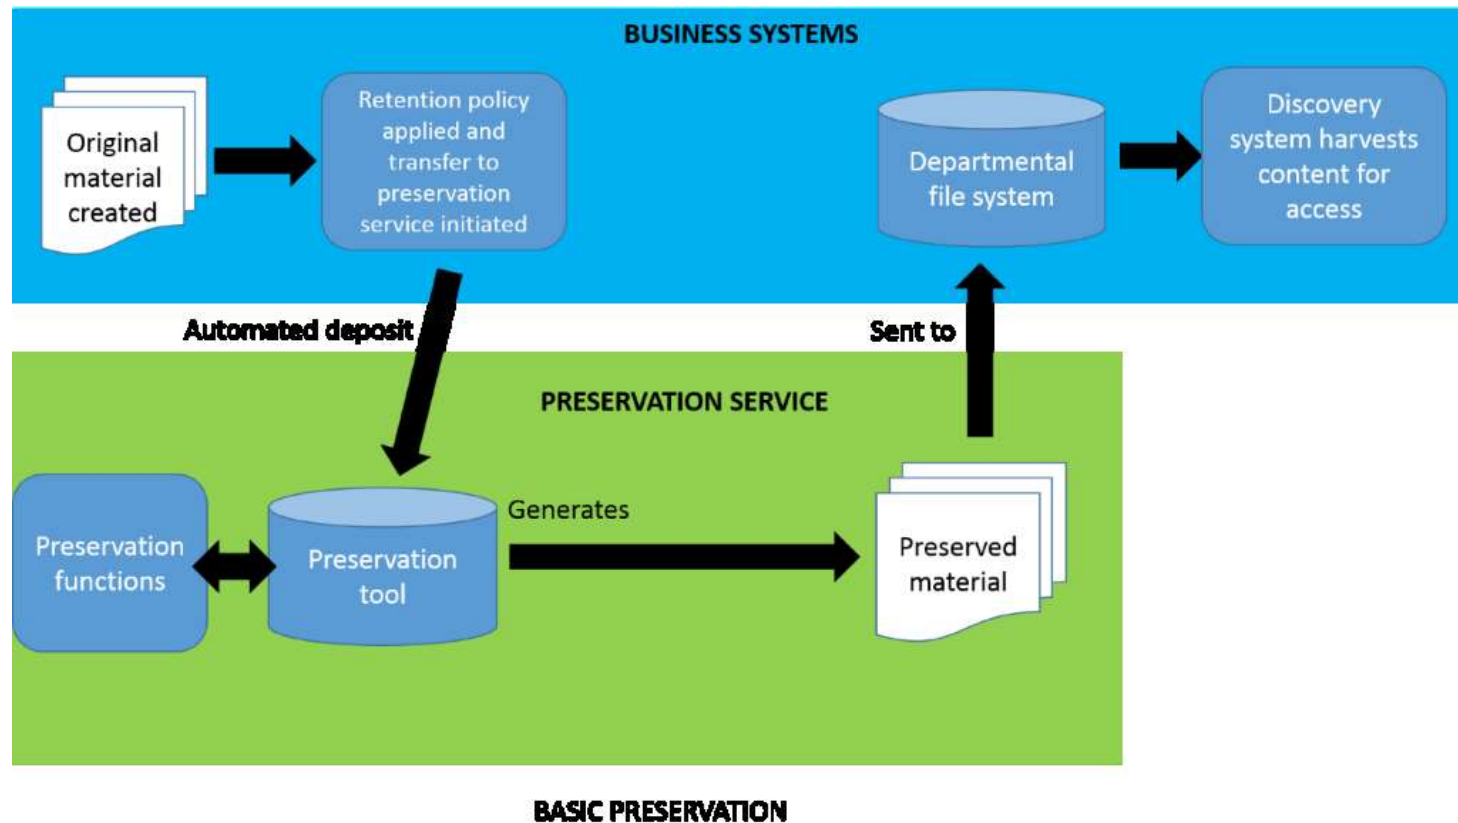 BUSINESS SYSTEMS
Original
material
created
Retention policy
applied and
transfer to
preservation
service initiated
Departmental
file system
Discovery
system harvests
content for
access
Automated deposit
Sent to
PRESERVATION SERVICE
Preservation
functions
Preservation
tool
Generates
Preserved
material
BASIC PRESERVATION